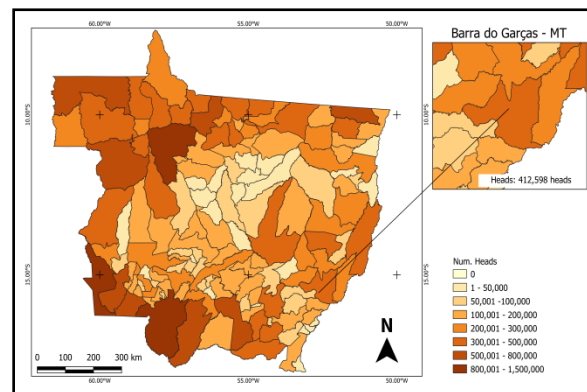 60.00°W 55.00°W 50.00°W
Barra do Garças - MT
10.00°S
10.00°S
Heads: 412,598 heads
15.00°S
15.00°S
Num. Heads
0
1 - 50,000
50,001 -100,000
100,001 - 200,000
200,001 - 300,000
300,001 - 500,000
500,001 - 800,000
800,001 - 1,500,000
N
0 100 200 300 km
60.00°W 55.00°W 50.00°W